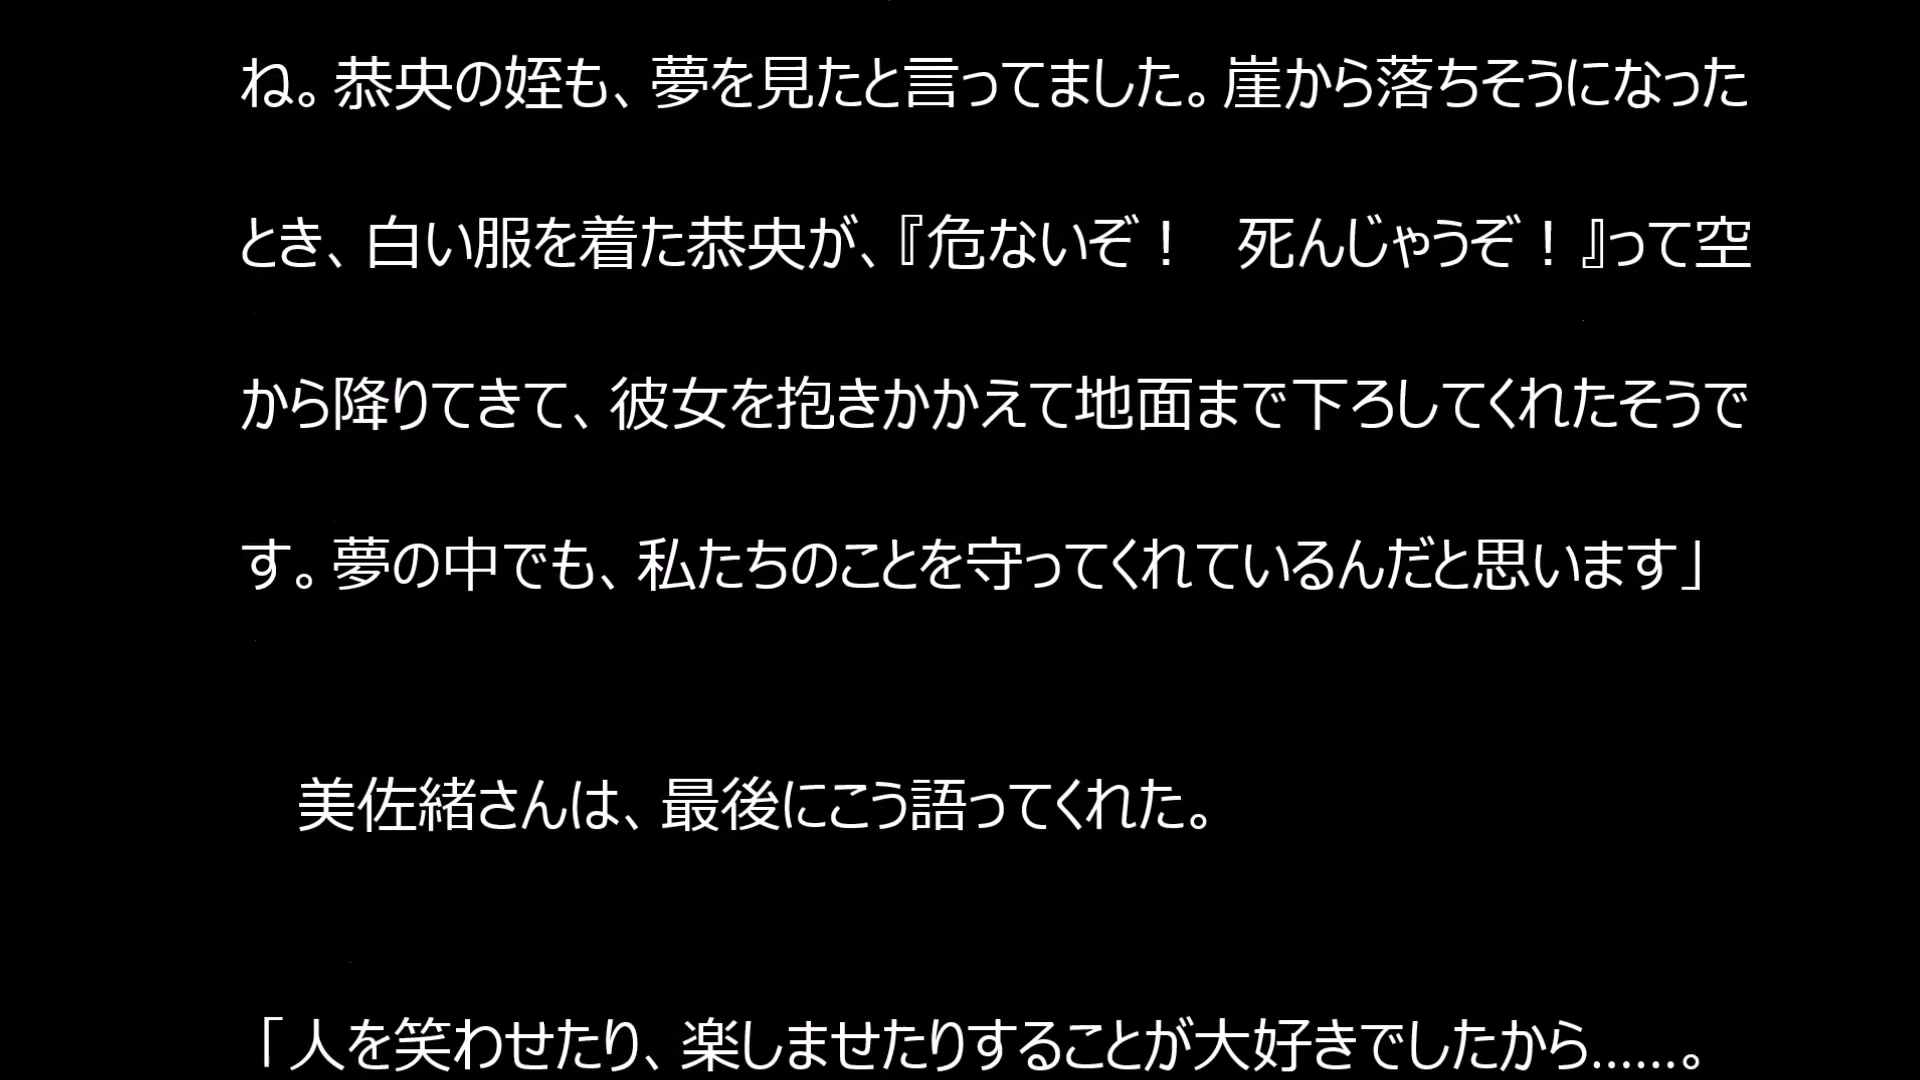 ね。恭央の姪も、夢を見たと言ってました。崖から落ちそうになった
とき、白い服を着た恭央が、『危ないぞ！　死んじゃうぞ！』って空
から降りてきて、彼女を抱きかかえて地面まで下ろしてくれたそうで
す。夢の中でも、私たちのことを守ってくれているんだと思います」
　美佐緒さんは、最後にこう語ってくれた。
「人を笑わせたり、楽しませたりすることが大好きでしたから……。